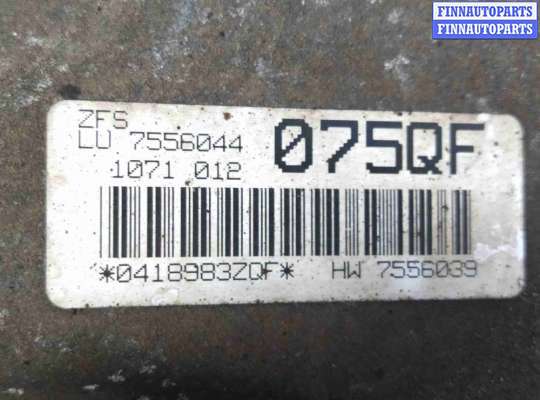 FINNAUTOPARTS
FINNAUTOPARTS
ZFS
LU 7556044
1071 012
075QF
*0418983ZQF* HW 7556039